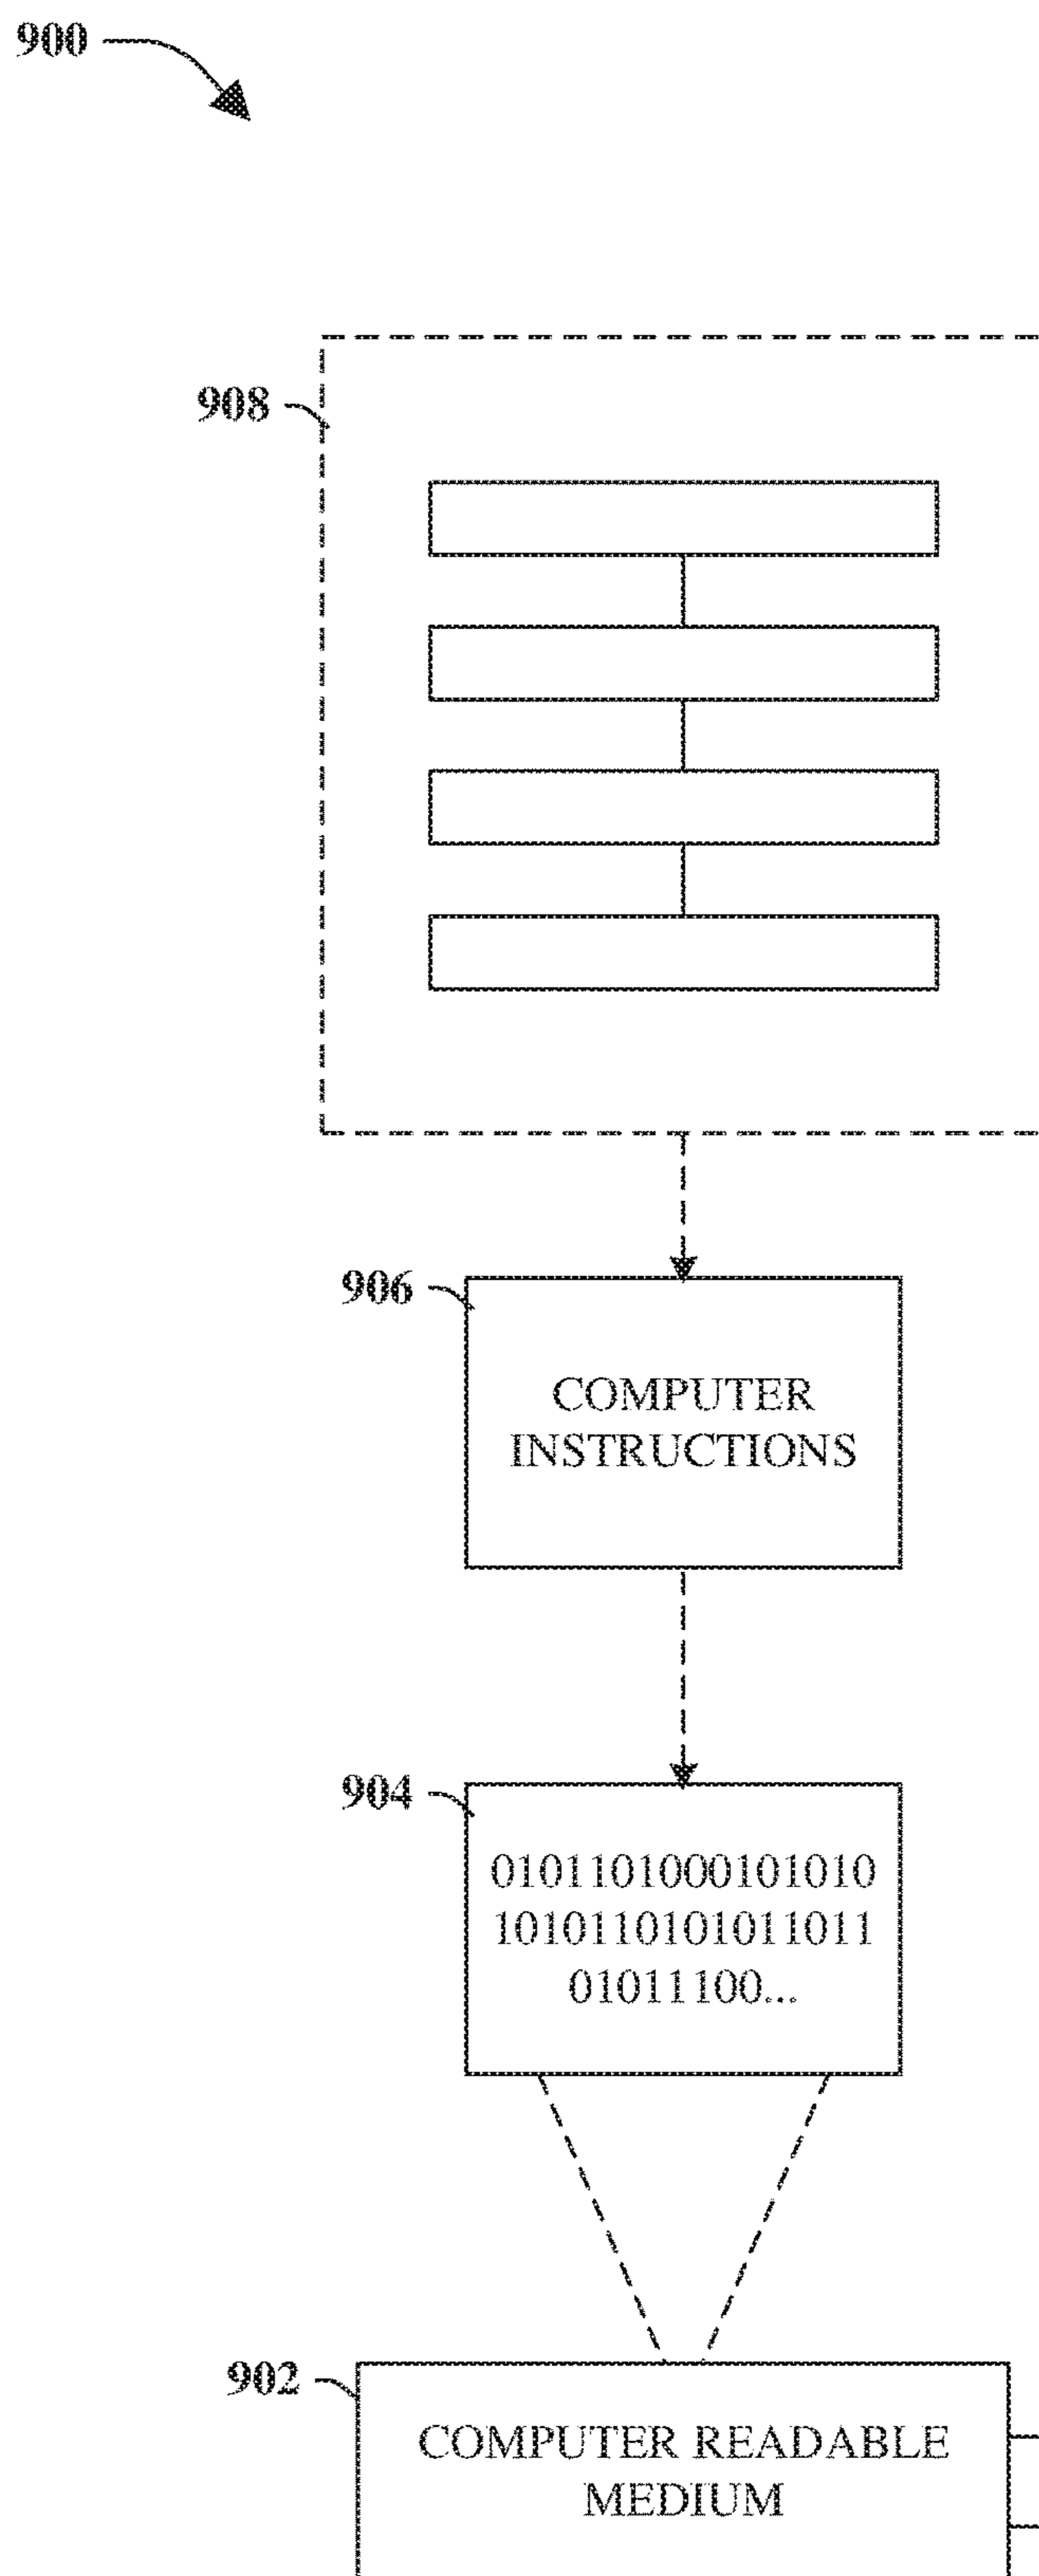 900
908
906
COMPUTER
INSTRUCTIONS
904
0101101000101010
1010110101011011
01011100...
902
COMPUTER READABLE
MEDIUM